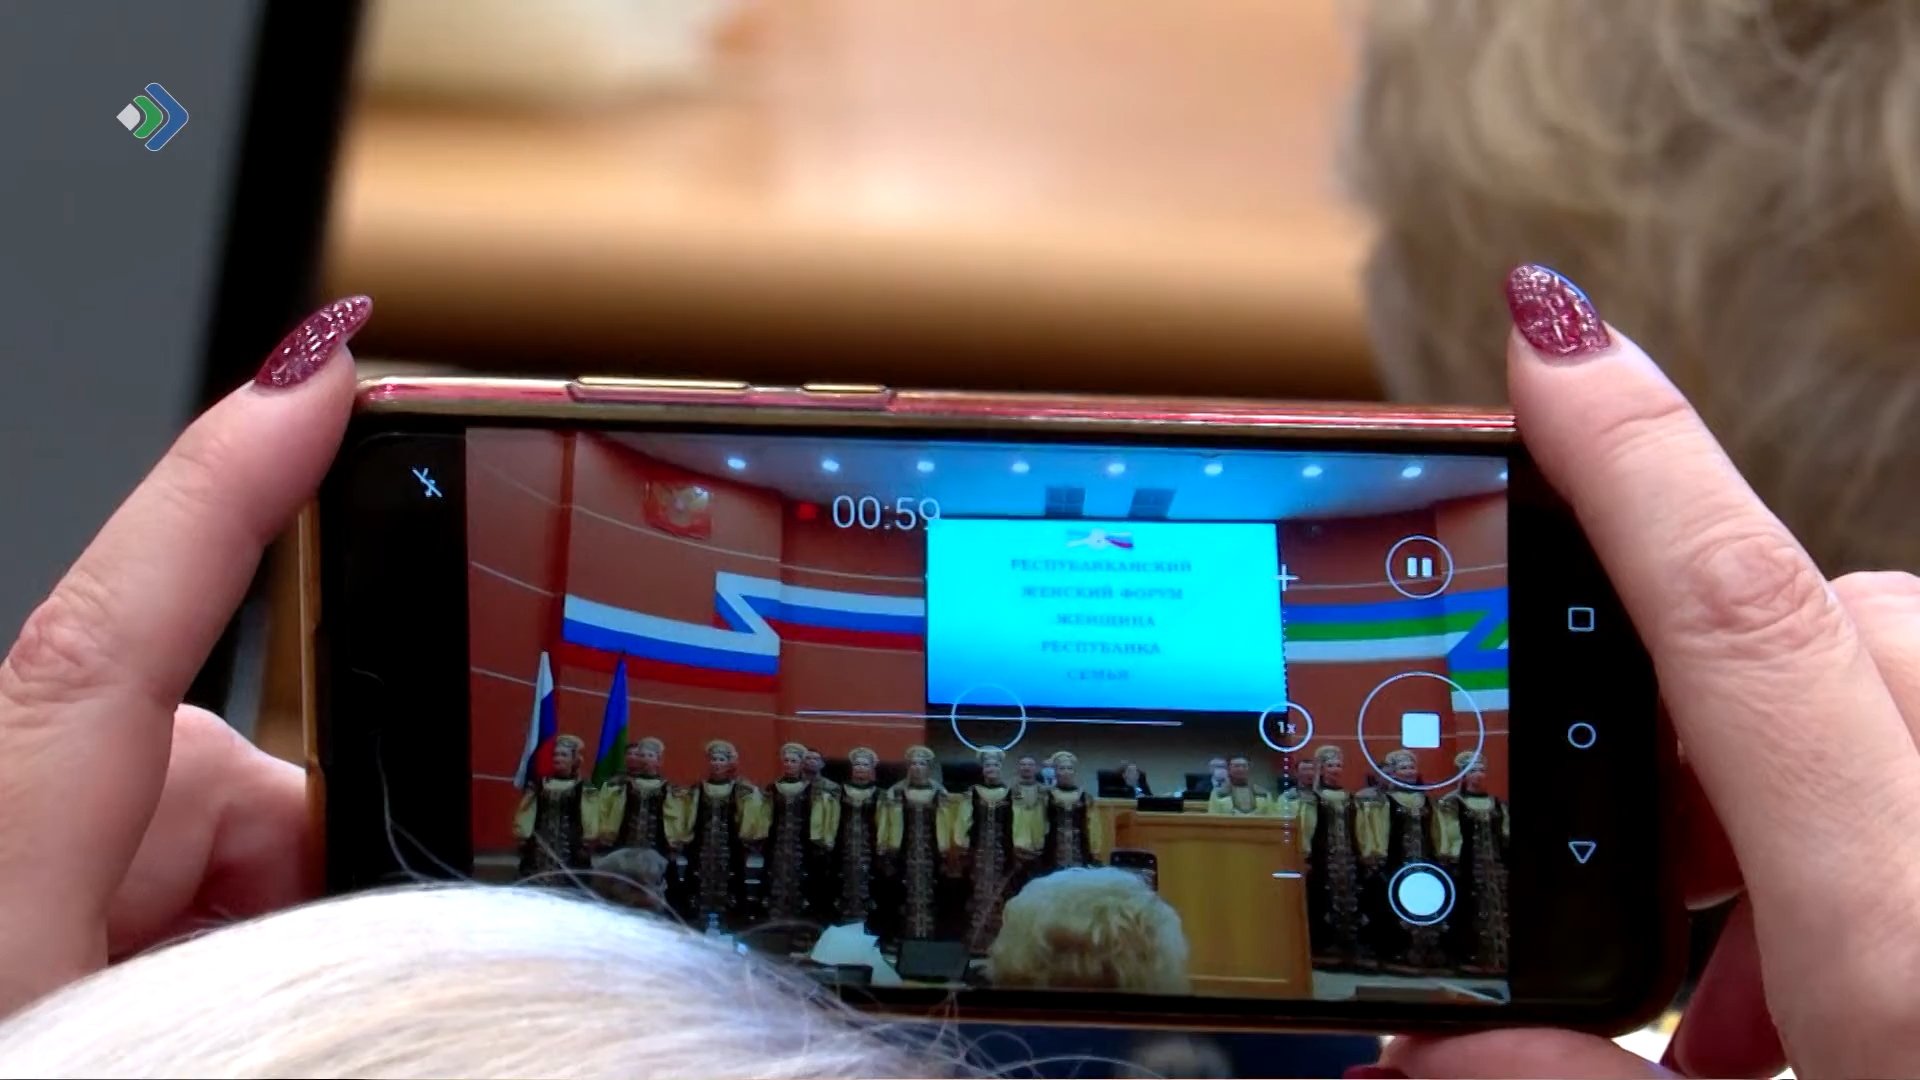 00:59
РЕСПУБЛИКАНСКИЙ
ЖЕНСКИЙ ФОРУМ
ЖЕНЩИНА
РЕСПУБЛИКА
СЕМЬЯ
1x